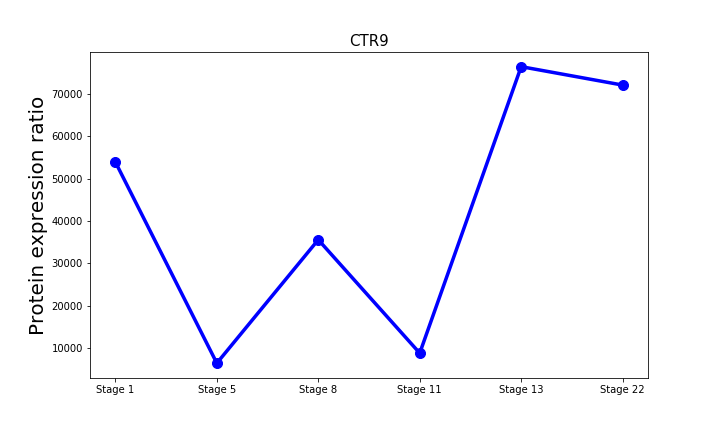 CTR9
Protein expression ratio
70000
60000
50000
40000
30000
20000
10000
Stage 1 Stage 5 Stage 8 Stage 11 Stage 13 Stage 22